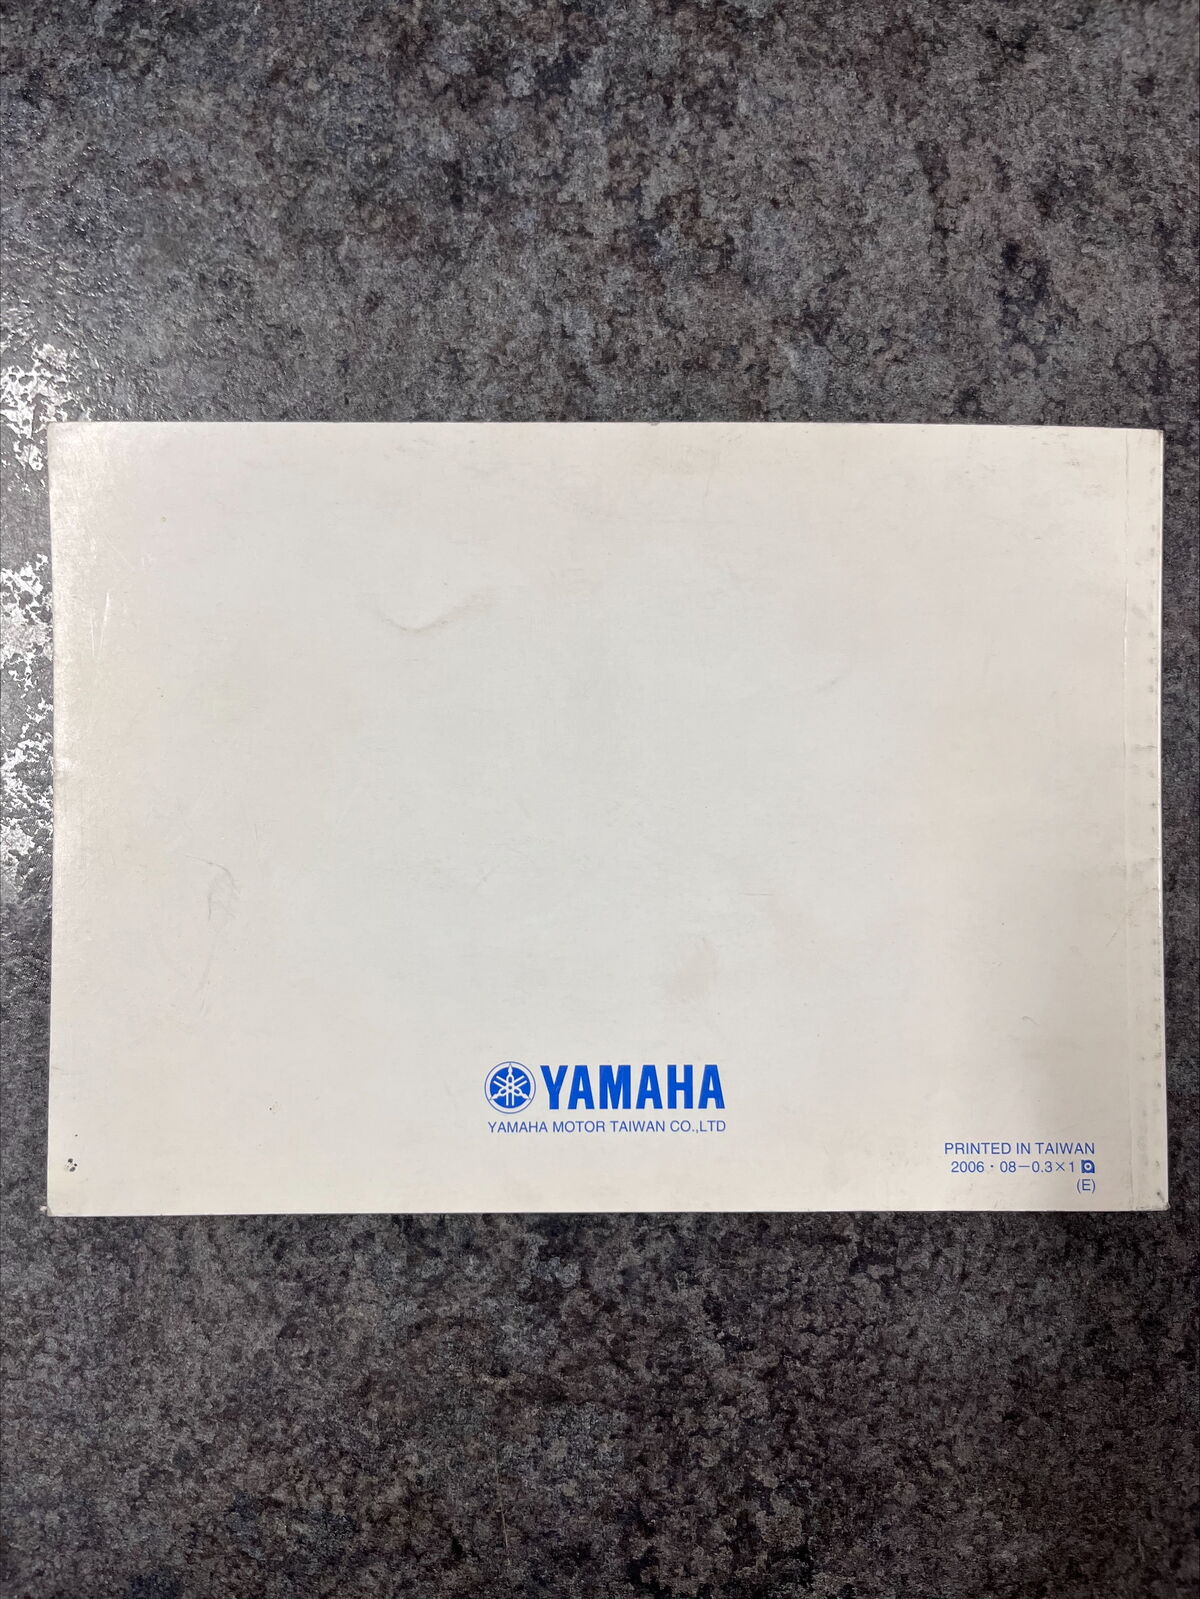 YAMAHA
YAMAHA MOTOR TAIWAN CO.,LTD
PRINTED IN TAIWAN
2006・08－0.3×1
(E)